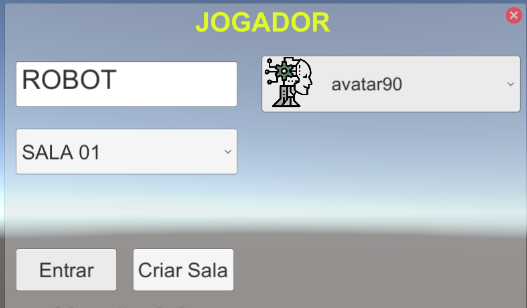 JOGADOR
ROBOT
avatar90
SALA 01
Entrar
Criar Sala